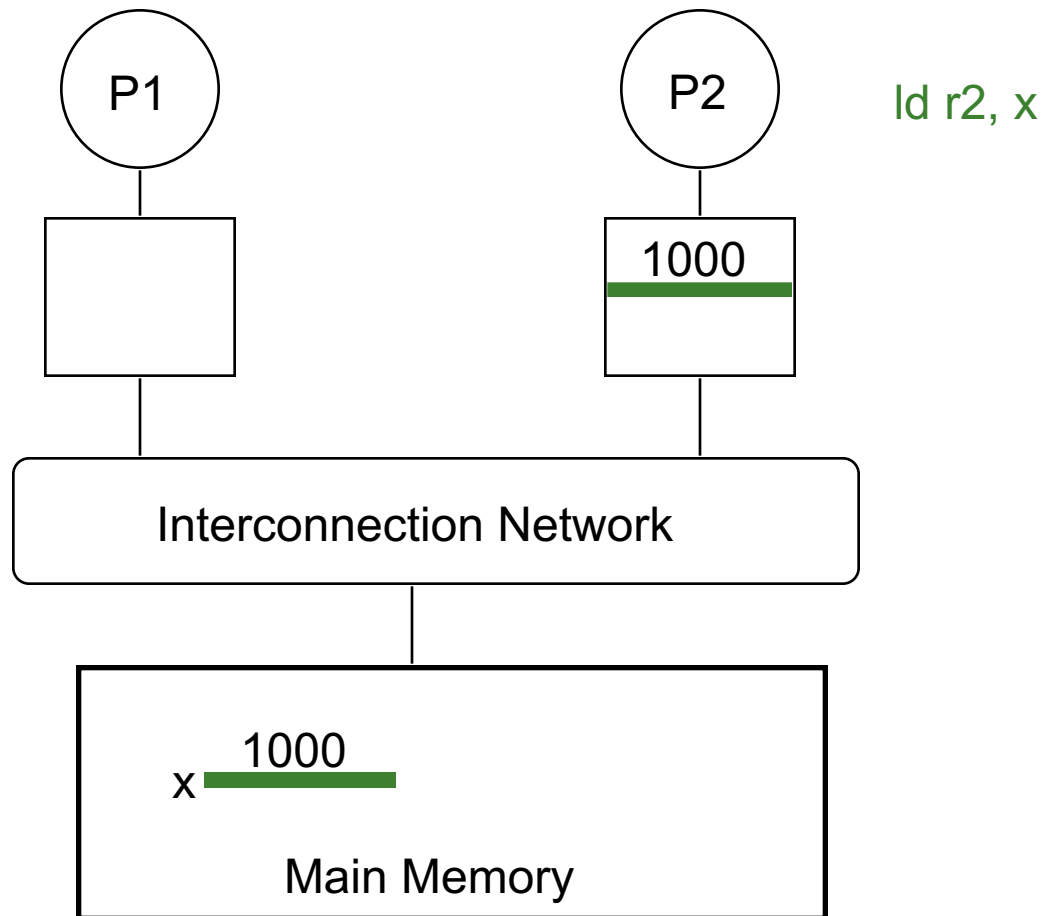 P1
P2
ld r2, x
1000
Interconnection Network
1000
x
Main Memory